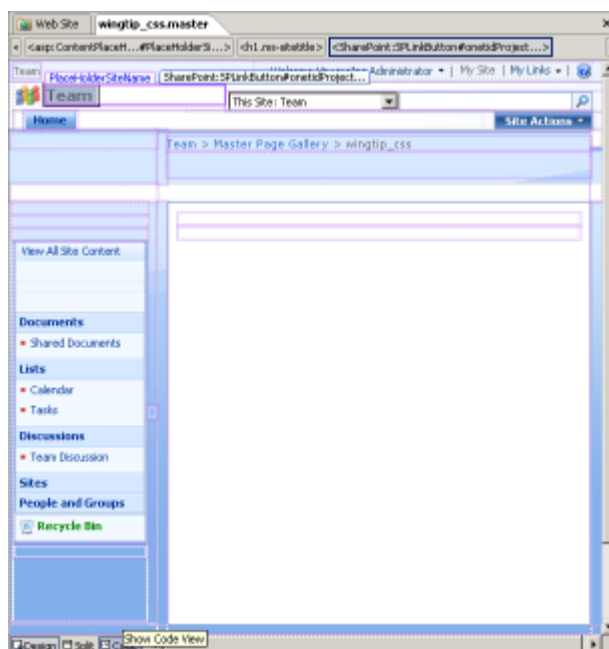 Web Site wingtip_css.master
<asp:ContentPlaceH...#PlaceHolderSi...> <h1.ms-sitetitle> <SharePoint:SPLinkButton#onetidProject...>
Team PlaceHolderSiteName SharePoint:SPLinkButton#onetidProject... Administrator | My Site | My Links
Team This Site: Team
Home Site Actions
Team > Master Page Gallery > wingtip_css
View All Site Content
Documents
Shared Documents
Lists
Calendar
Tasks
Discussions
Team Discussion
Sites
People and Groups
Recycle Bin
Design Split Show Code View